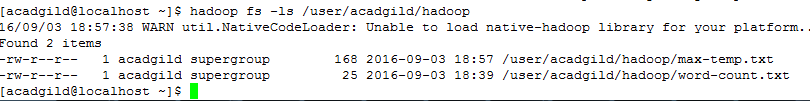 [acadgild@localhost ~]$ hadoop fs -ls /user/acadgild/hadoop
16/09/03 18:57:38 WARN util.NativeCodeLoader: Unable to load native-hadoop library for your platform..
Found 2 items
-rw-r--r--   1 acadgild supergroup        168 2016-09-03 18:57 /user/acadgild/hadoop/max-temp.txt
-rw-r--r--   1 acadgild supergroup         25 2016-09-03 18:39 /user/acadgild/hadoop/word-count.txt
[acadgild@localhost ~]$